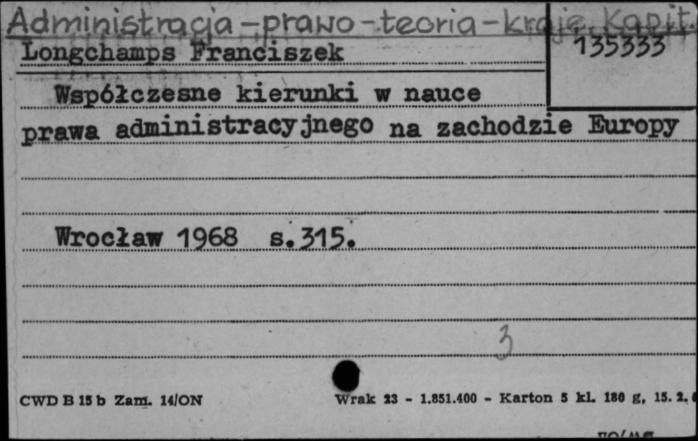 Administracja-prawo-teoria-kraje Kapit.
Longchamps Franciszek
135333
Współczesne kierunki w nauce
prawa administracyjnego na zachodzie Europy
Wrocław 1968 s.315.
3
CWD B 15 b Zam. 14/ON
Wrak 23 - 1.851.400 - Karton 5 kl. 180 g, 15. 2.